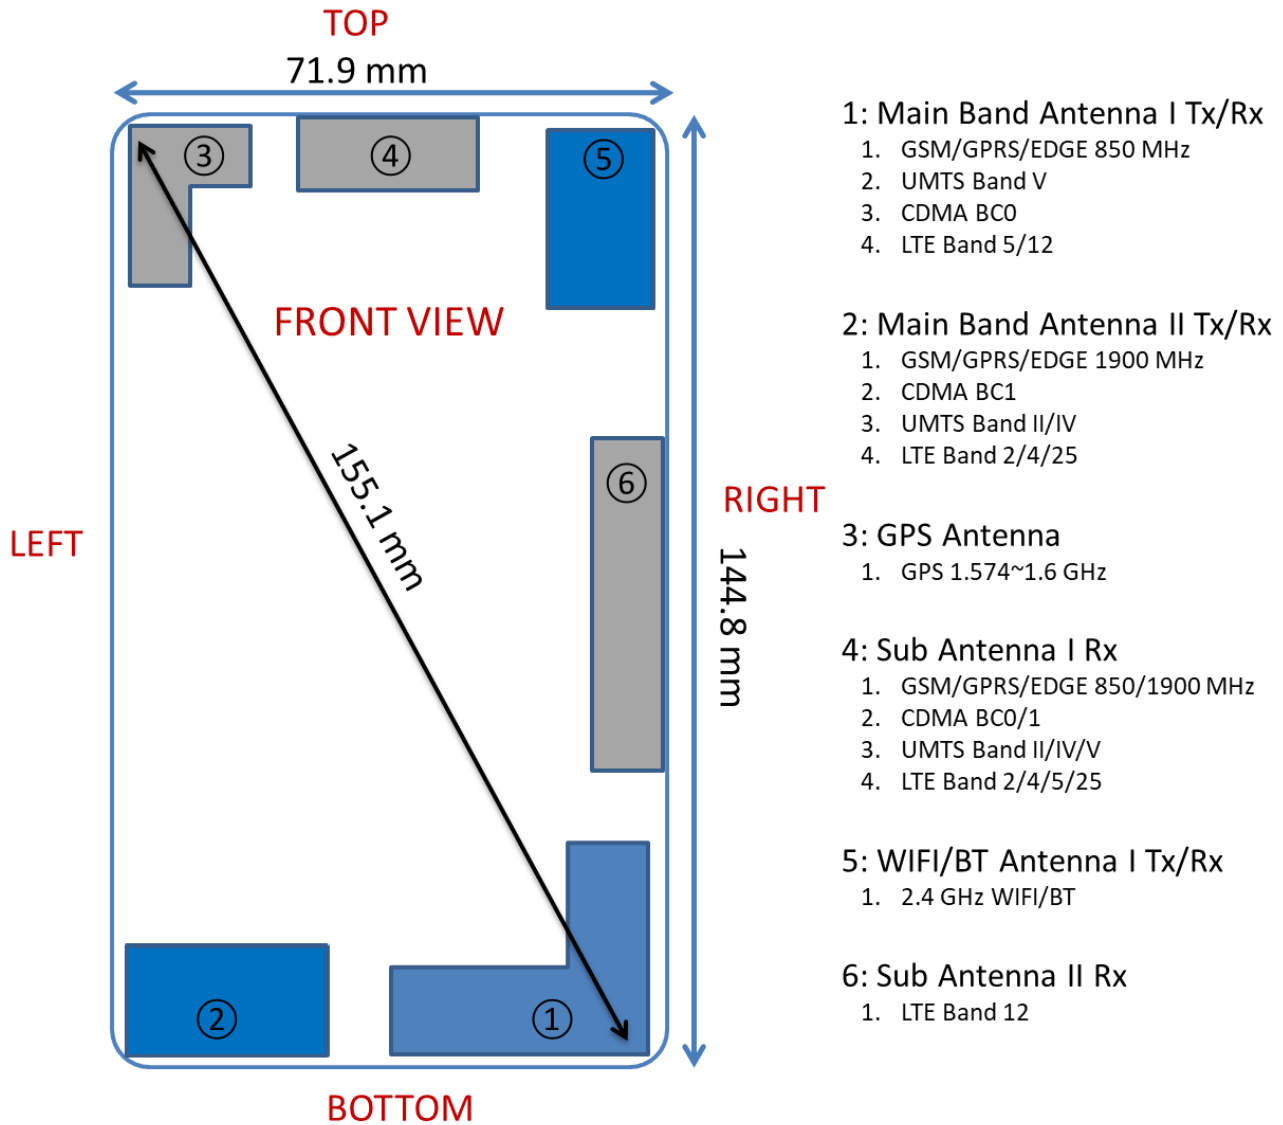 TOP
71.9 mm
③
④
⑤
FRONT VIEW
155.1 mm
⑥
LEFT
RIGHT
144.8 mm
②
①
BOTTOM
1: Main Band Antenna I Tx/Rx
1. GSM/GPRS/EDGE 850 MHz
2. UMTS Band V
3. CDMA BC0
4. LTE Band 5/12
2: Main Band Antenna II Tx/Rx
1. GSM/GPRS/EDGE 1900 MHz
2. CDMA BC1
3. UMTS Band II/IV
4. LTE Band 2/4/25
3: GPS Antenna
1. GPS 1.574~1.6 GHz
4: Sub Antenna I Rx
1. GSM/GPRS/EDGE 850/1900 MHz
2. CDMA BC0/1
3. UMTS Band II/IV/V
4. LTE Band 2/4/5/25
5: WIFI/BT Antenna I Tx/Rx
1. 2.4 GHz WIFI/BT
6: Sub Antenna II Rx
1. LTE Band 12